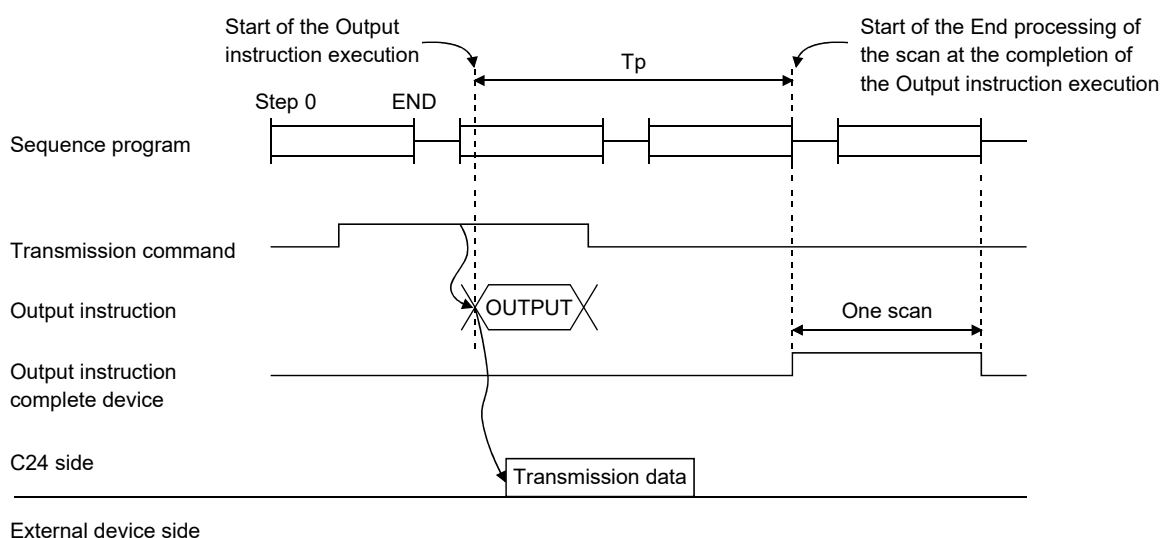 Start of the Output
instruction execution
Start of the End processing of
the scan at the completion of
the Output instruction execution
Tp
Step 0
END
Sequence program
Transmission command
Output instruction
OUTPUT
One scan
Output instruction
complete device
C24 side
Transmission data
External device side